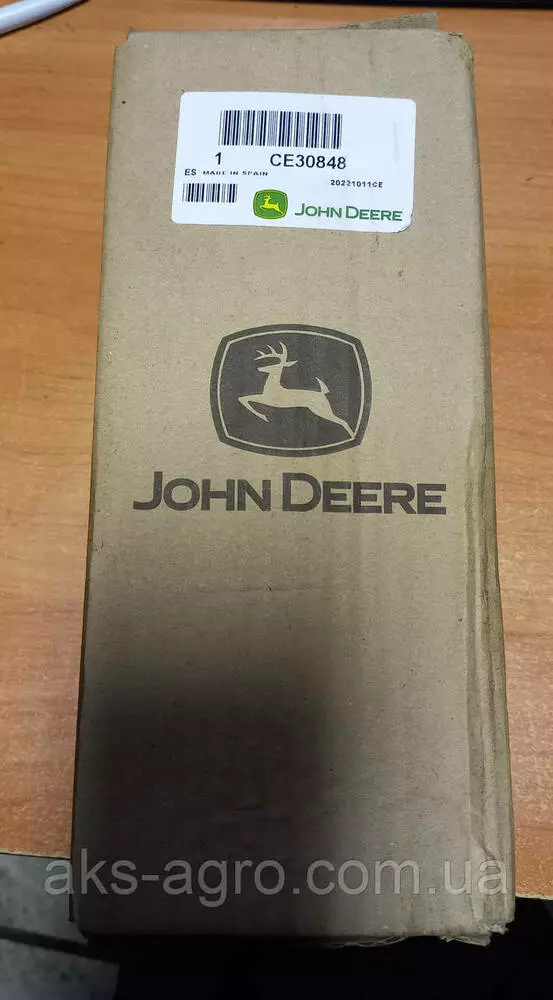 1 CE30848
ES MADE IN SPAIN
20221011CE
JOHN DEERE
JOHN DEERE
aks-agro.com.ua